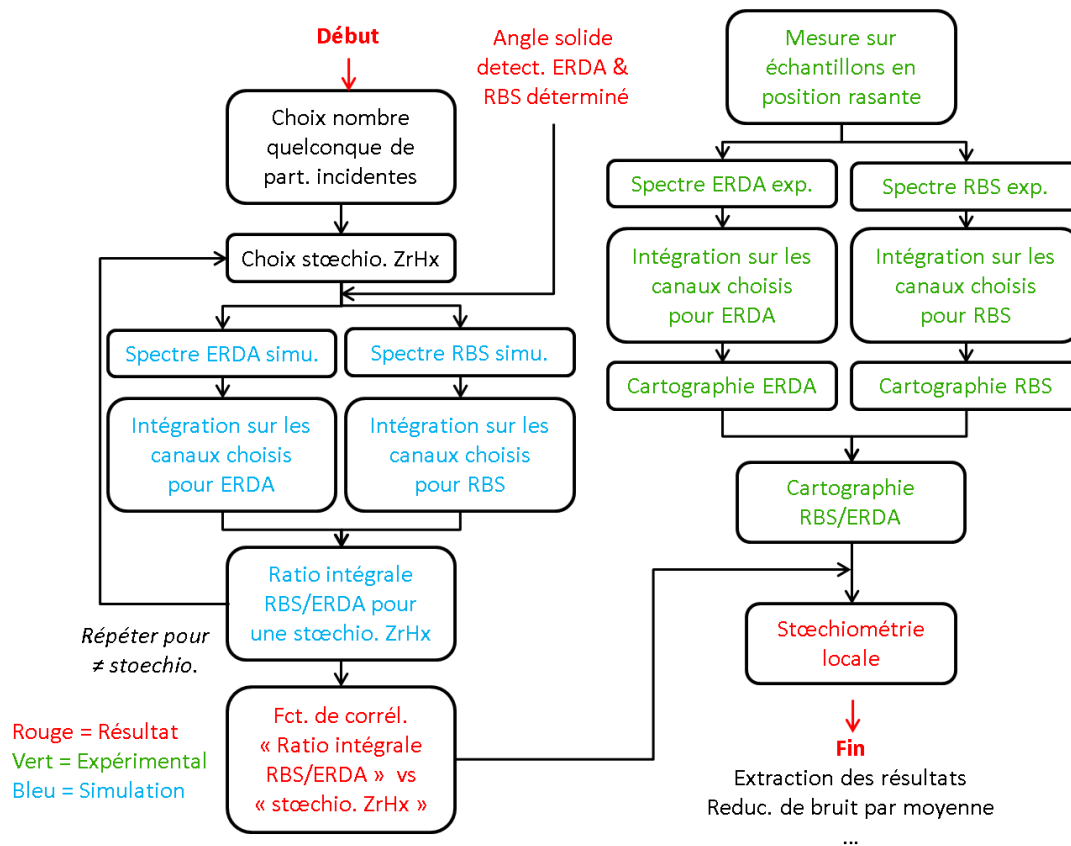 Début
Choix nombre
quelconque de
part. incidentes
Angle solide
detect. ERDA &
RBS déterminé
Choix stœchio. ZrHx
Spectre ERDA simu.
Spectre RBS simu.
Intégration sur les
canaux choisis
pour ERDA
Intégration sur les
canaux choisis
pour RBS
Ratio intégrale
RBS/ERDA pour
une stœchio. ZrHx
Répéter pour
≠ stoechio.
Fct. de corrél.
« Ratio intégrale
RBS/ERDA » vs
« stœchio. ZrHx »
Rouge = Résultat
Vert = Expérimental
Bleu = Simulation
Mesure sur
échantillons en
position rasante
Spectre ERDA exp.
Spectre RBS exp.
Intégration sur les
canaux choisis
pour ERDA
Intégration sur les
canaux choisis
pour RBS
Cartographie ERDA
Cartographie RBS
Cartographie
RBS/ERDA
Stœchiométrie
locale
Fin
Extraction des résultats
Reduc. de bruit par moyenne
...